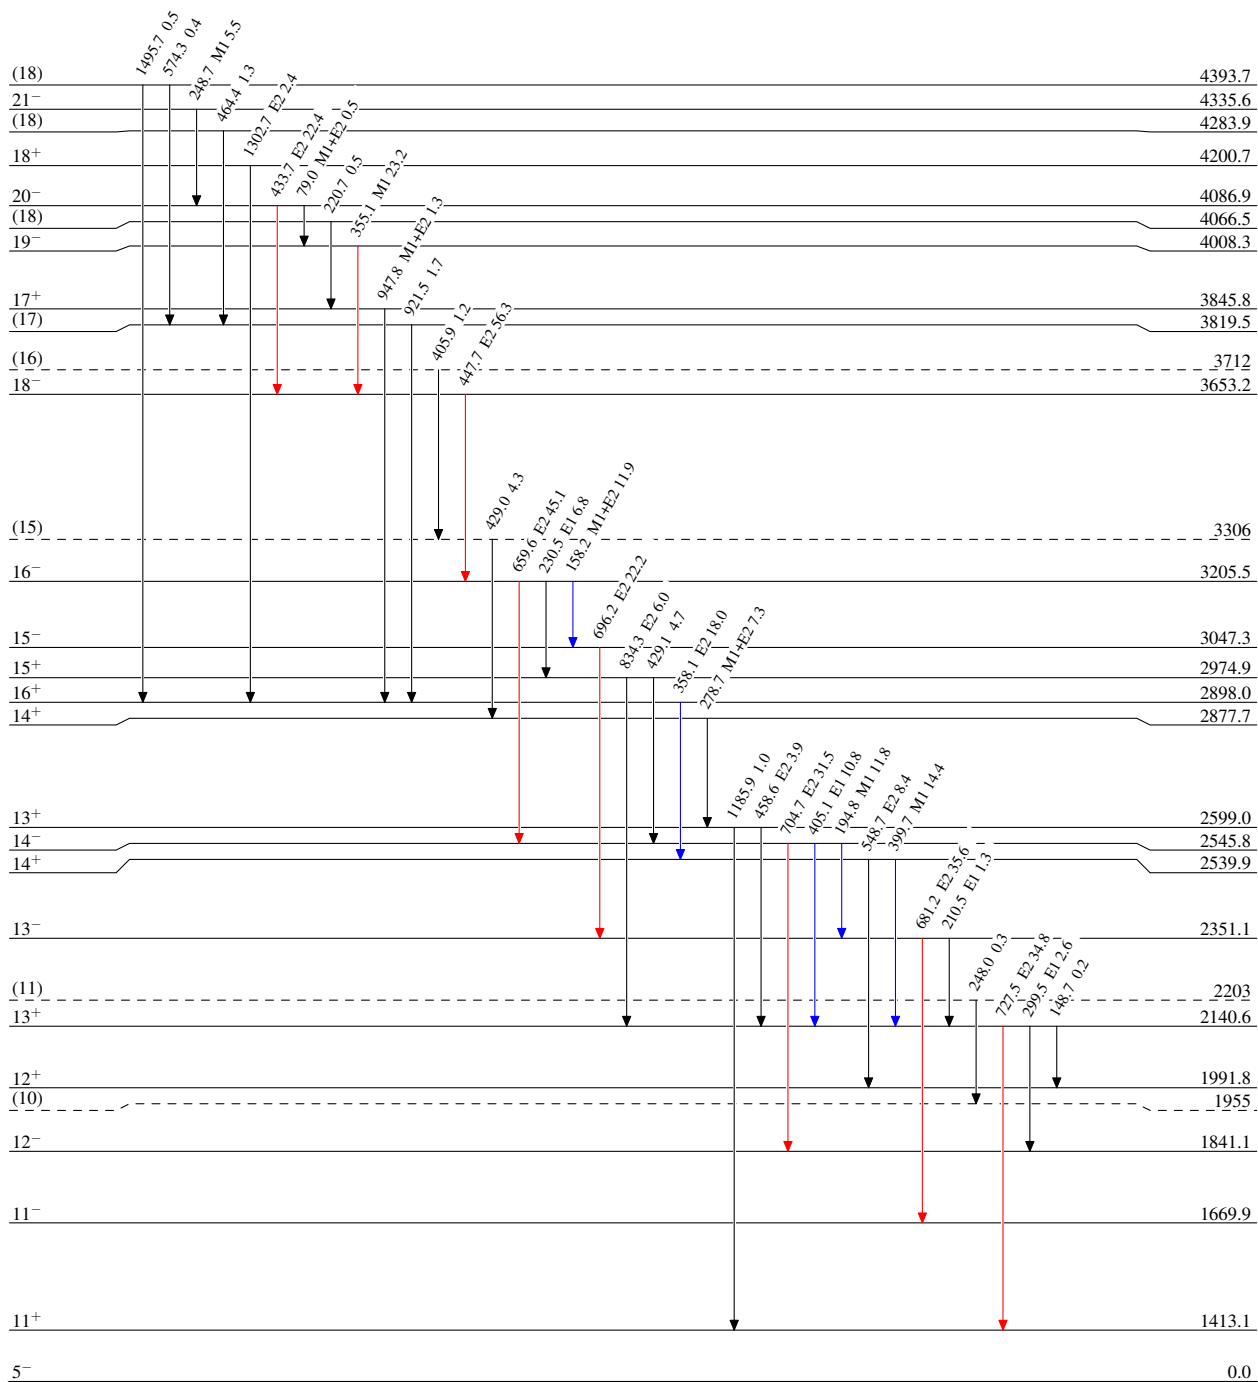 1495.7 0.5
574.3 0.4
248.7 M1 5.5
464.4 1.3
1302.7 E2 2.4
433.7 E2 22.4
79.0 M1+E2 0.5
220.7 0.5
355.1 M1 23.2
947.8 M1+E2 1.3
921.5 1.7
405.9 1.2
447.7 E2 56.3
429.0 4.3
659.6 E2 45.1
230.5 E1 6.8
158.2 M1+E2 11.9
696.2 E2 22.2
834.3 E2 6.0
429.1 4.7
358.1 E2 18.0
278.7 M1+E2 7.3
1185.9 1.0
458.6 E2 3.9
704.7 E2 31.5
405.1 E1 10.8
194.8 M1 11.8
548.7 E2 8.4
399.7 M1 14.4
681.2 E2 35.6
210.5 E1 1.3
248.0 0.3
727.5 E2 34.8
299.5 E1 2.6
148.7 0.2
(18) 4393.7
21⁻ 4335.6
(18) 4283.9
18⁺ 4200.7
20⁻ 4086.9
(18) 4066.5
19⁻ 4008.3
17⁺ 3845.8
(17) 3819.5
(16) 3712
18⁻ 3653.2
(15) 3306
16⁻ 3205.5
15⁻ 3047.3
15⁺ 2974.9
16⁺ 2898.0
14⁺ 2877.7
13⁺ 2599.0
14⁻ 2545.8
14⁺ 2539.9
13⁻ 2351.1
(11) 2203
13⁺ 2140.6
12⁺ 1991.8
(10) 1955
12⁻ 1841.1
11⁻ 1669.9
11⁺ 1413.1
5⁻ 0.0